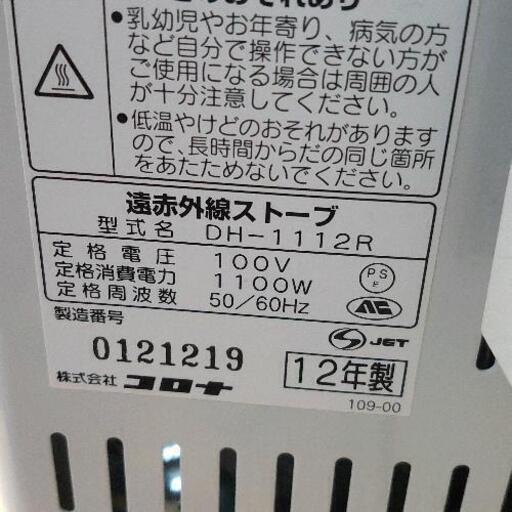 •乳幼児やお年寄り、病気の方
など自分で操作できない方が
ご使用になる場合は周囲の人
が十分注意してください。
•低温やけどのおそれがあります
ので、長時間からだの同じ箇所
をあたためないでください。
遠赤外線ストーブ
型式名 DH-1112R
定格電圧 100V
定格消費電力 1100W
定格周波数 50/60Hz
PS
E
製造番号
0121219
JET
12年製
株式会社 コロナ
109-00